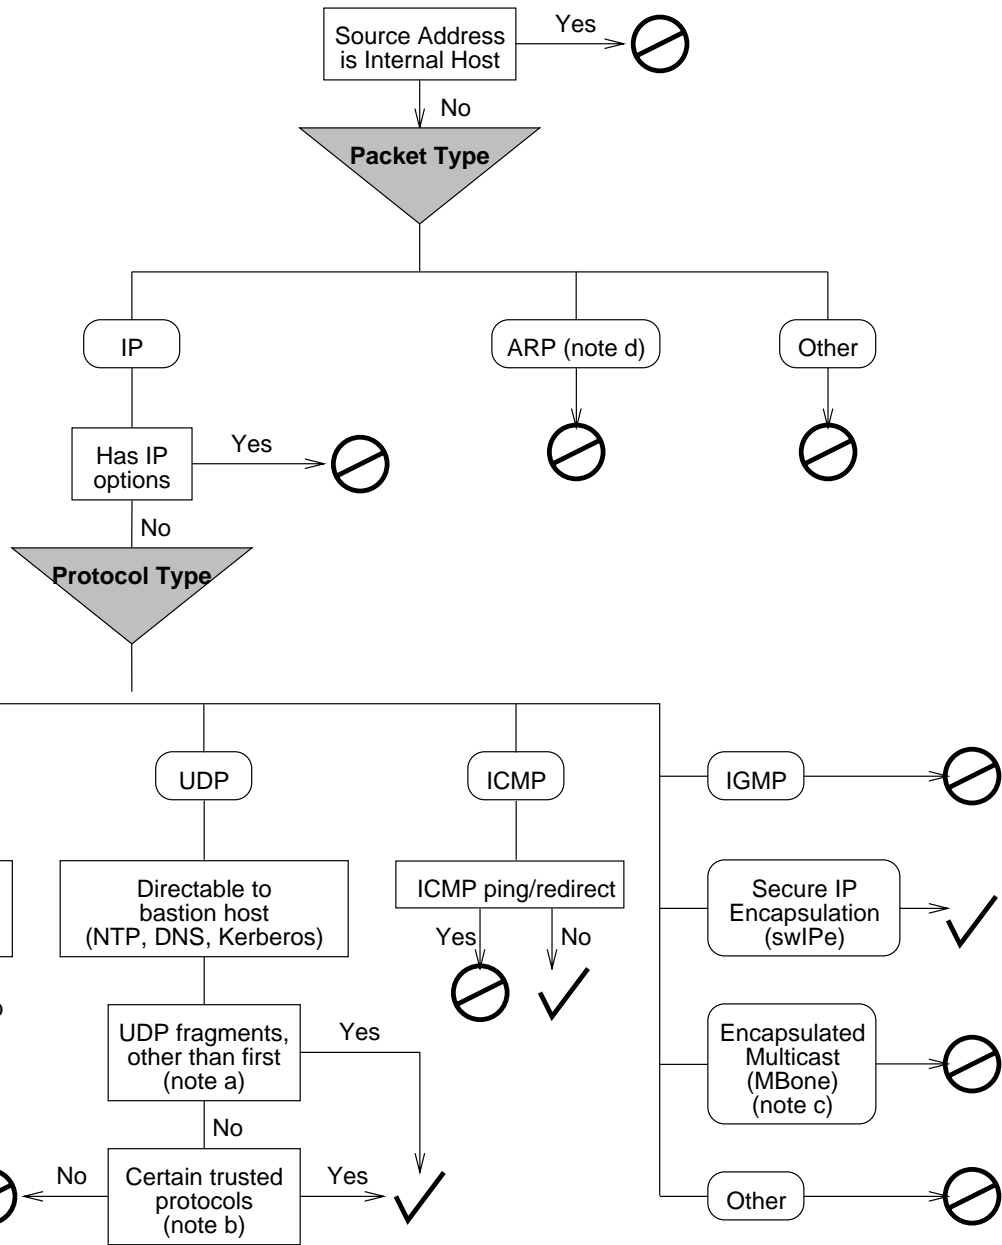 Source Address
is Internal Host
Yes
No
Packet Type
IP
ARP (note d)
Other
Has IP
options
Yes
No
Protocol Type
UDP
ICMP
IGMP
Directable to
bastion host
(NTP, DNS, Kerberos)
ICMP ping/redirect
Secure IP
Encapsulation
(swIPe)
Yes
No
UDP fragments,
other than first
(note a)
Yes
Encapsulated
Multicast
(MBone)
(note c)
No
No
Certain trusted
protocols
(note b)
Yes
Other